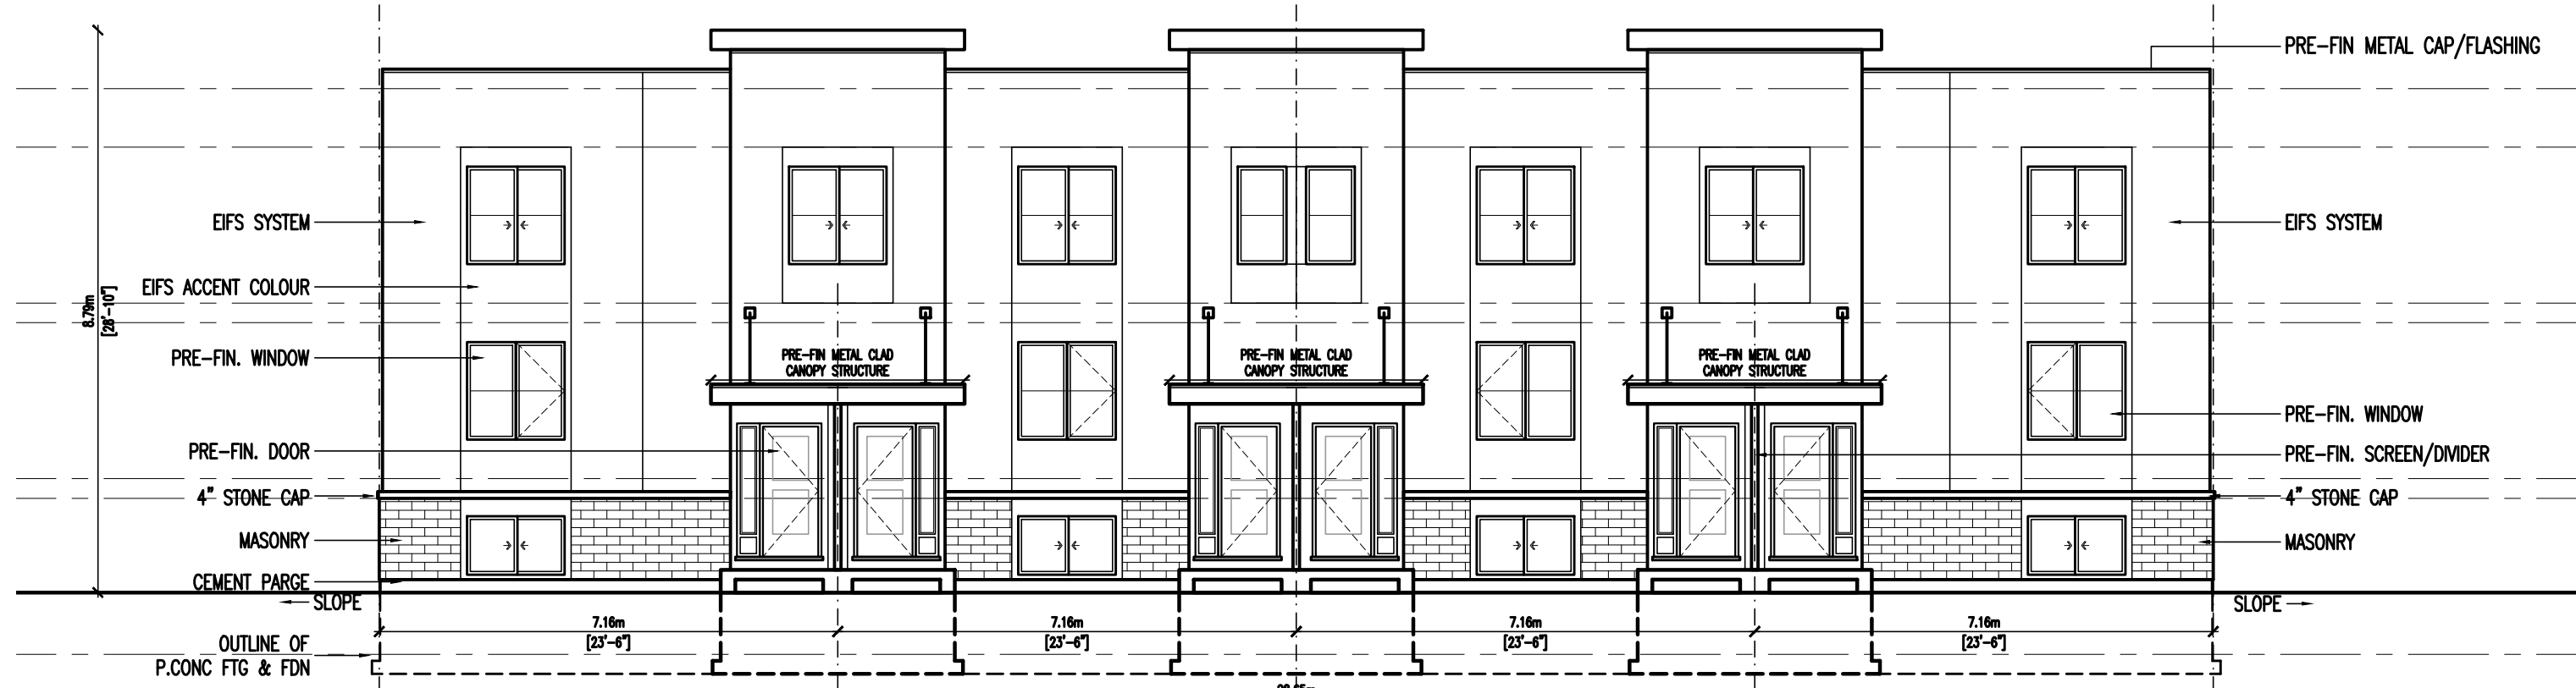 PRE-FIN METAL CAP/FLASHING
EIFS SYSTEM
EIFS SYSTEM
EIFS ACCENT COLOUR
8.79m
[28'-10"]
PRE-FIN. WINDOW
PRE-FIN METAL CLAD
CANOPY STRUCTURE
PRE-FIN METAL CLAD
CANOPY STRUCTURE
PRE-FIN METAL CLAD
CANOPY STRUCTURE
PRE-FIN. WINDOW
PRE-FIN. DOOR
PRE-FIN. SCREEN/DIVIDER
4" STONE CAP
4" STONE CAP
MASONRY
MASONRY
CEMENT PARGE
SLOPE
SLOPE
7.16m
[23'-6"]
7.16m
[23'-6"]
7.16m
[23'-6"]
7.16m
[23'-6"]
OUTLINE OF
P.CONC FTG & FDN